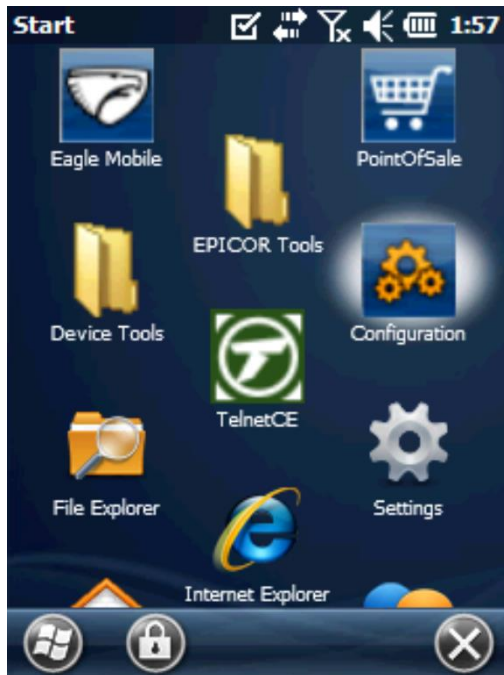 Start 1:57
Eagle Mobile
PointOfSale
EPICOR Tools
Device Tools
Configuration
TelnetCE
File Explorer
Settings
Internet Explorer